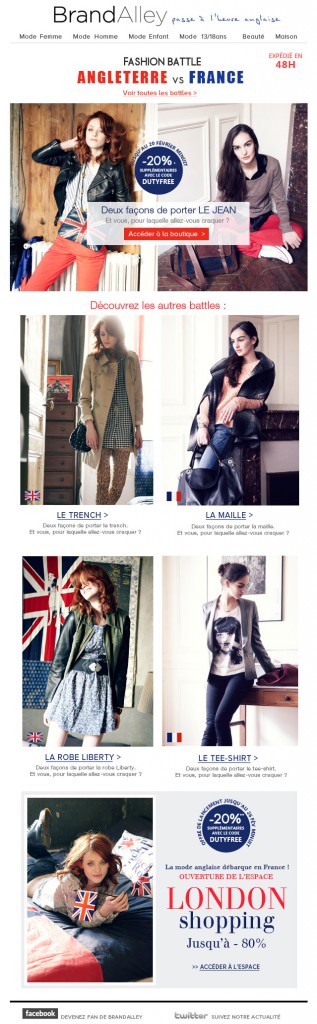 BrandAlley passe à l'heure anglaise
Mode Femme Mode Homme Mode Enfant Mode 13/18ans Beauté Maison
EXPÉDIÉ EN
48H
FASHION BATTLE
ANGLETERRE vs FRANCE
Voir toutes les battles >
JUSQU'AU 20 FÉVRIER MINUIT
-20%*
SUPPLÉMENTAIRES
AVEC LE CODE
DUTYFREE
Deux façons de porter LE JEAN
Et vous, pour laquelle allez-vous craquer ?
Accéder à la boutique >
Découvrez les autres battles :
LE TRENCH >
Deux façons de porter le trench.
Et vous, pour laquelle allez-vous craquer ?
LA MAILLE >
Deux façons de porter la maille.
Et vous, pour laquelle allez-vous craquer ?
LA ROBE LIBERTY >
Deux façons de porter la robe Liberty.
Et vous, pour laquelle allez-vous craquer ?
LE TEE-SHIRT >
Deux façons de porter le tee-shirt.
Et vous, pour laquelle allez-vous craquer ?
OFFRE DE LANCEMENT JUSQU'AU 20 FÉV MINUIT
-20%*
SUPPLÉMENTAIRES
AVEC LE CODE
DUTYFREE
La mode anglaise débarque en France !
OUVERTURE DE L'ESPACE
LONDON
shopping
Jusqu'à - 80%
>> ACCÉDER À L'ESPACE
facebook DEVENEZ FAN DE BRANDALLEY
twitter SUIVEZ NOTRE ACTUALITÉ